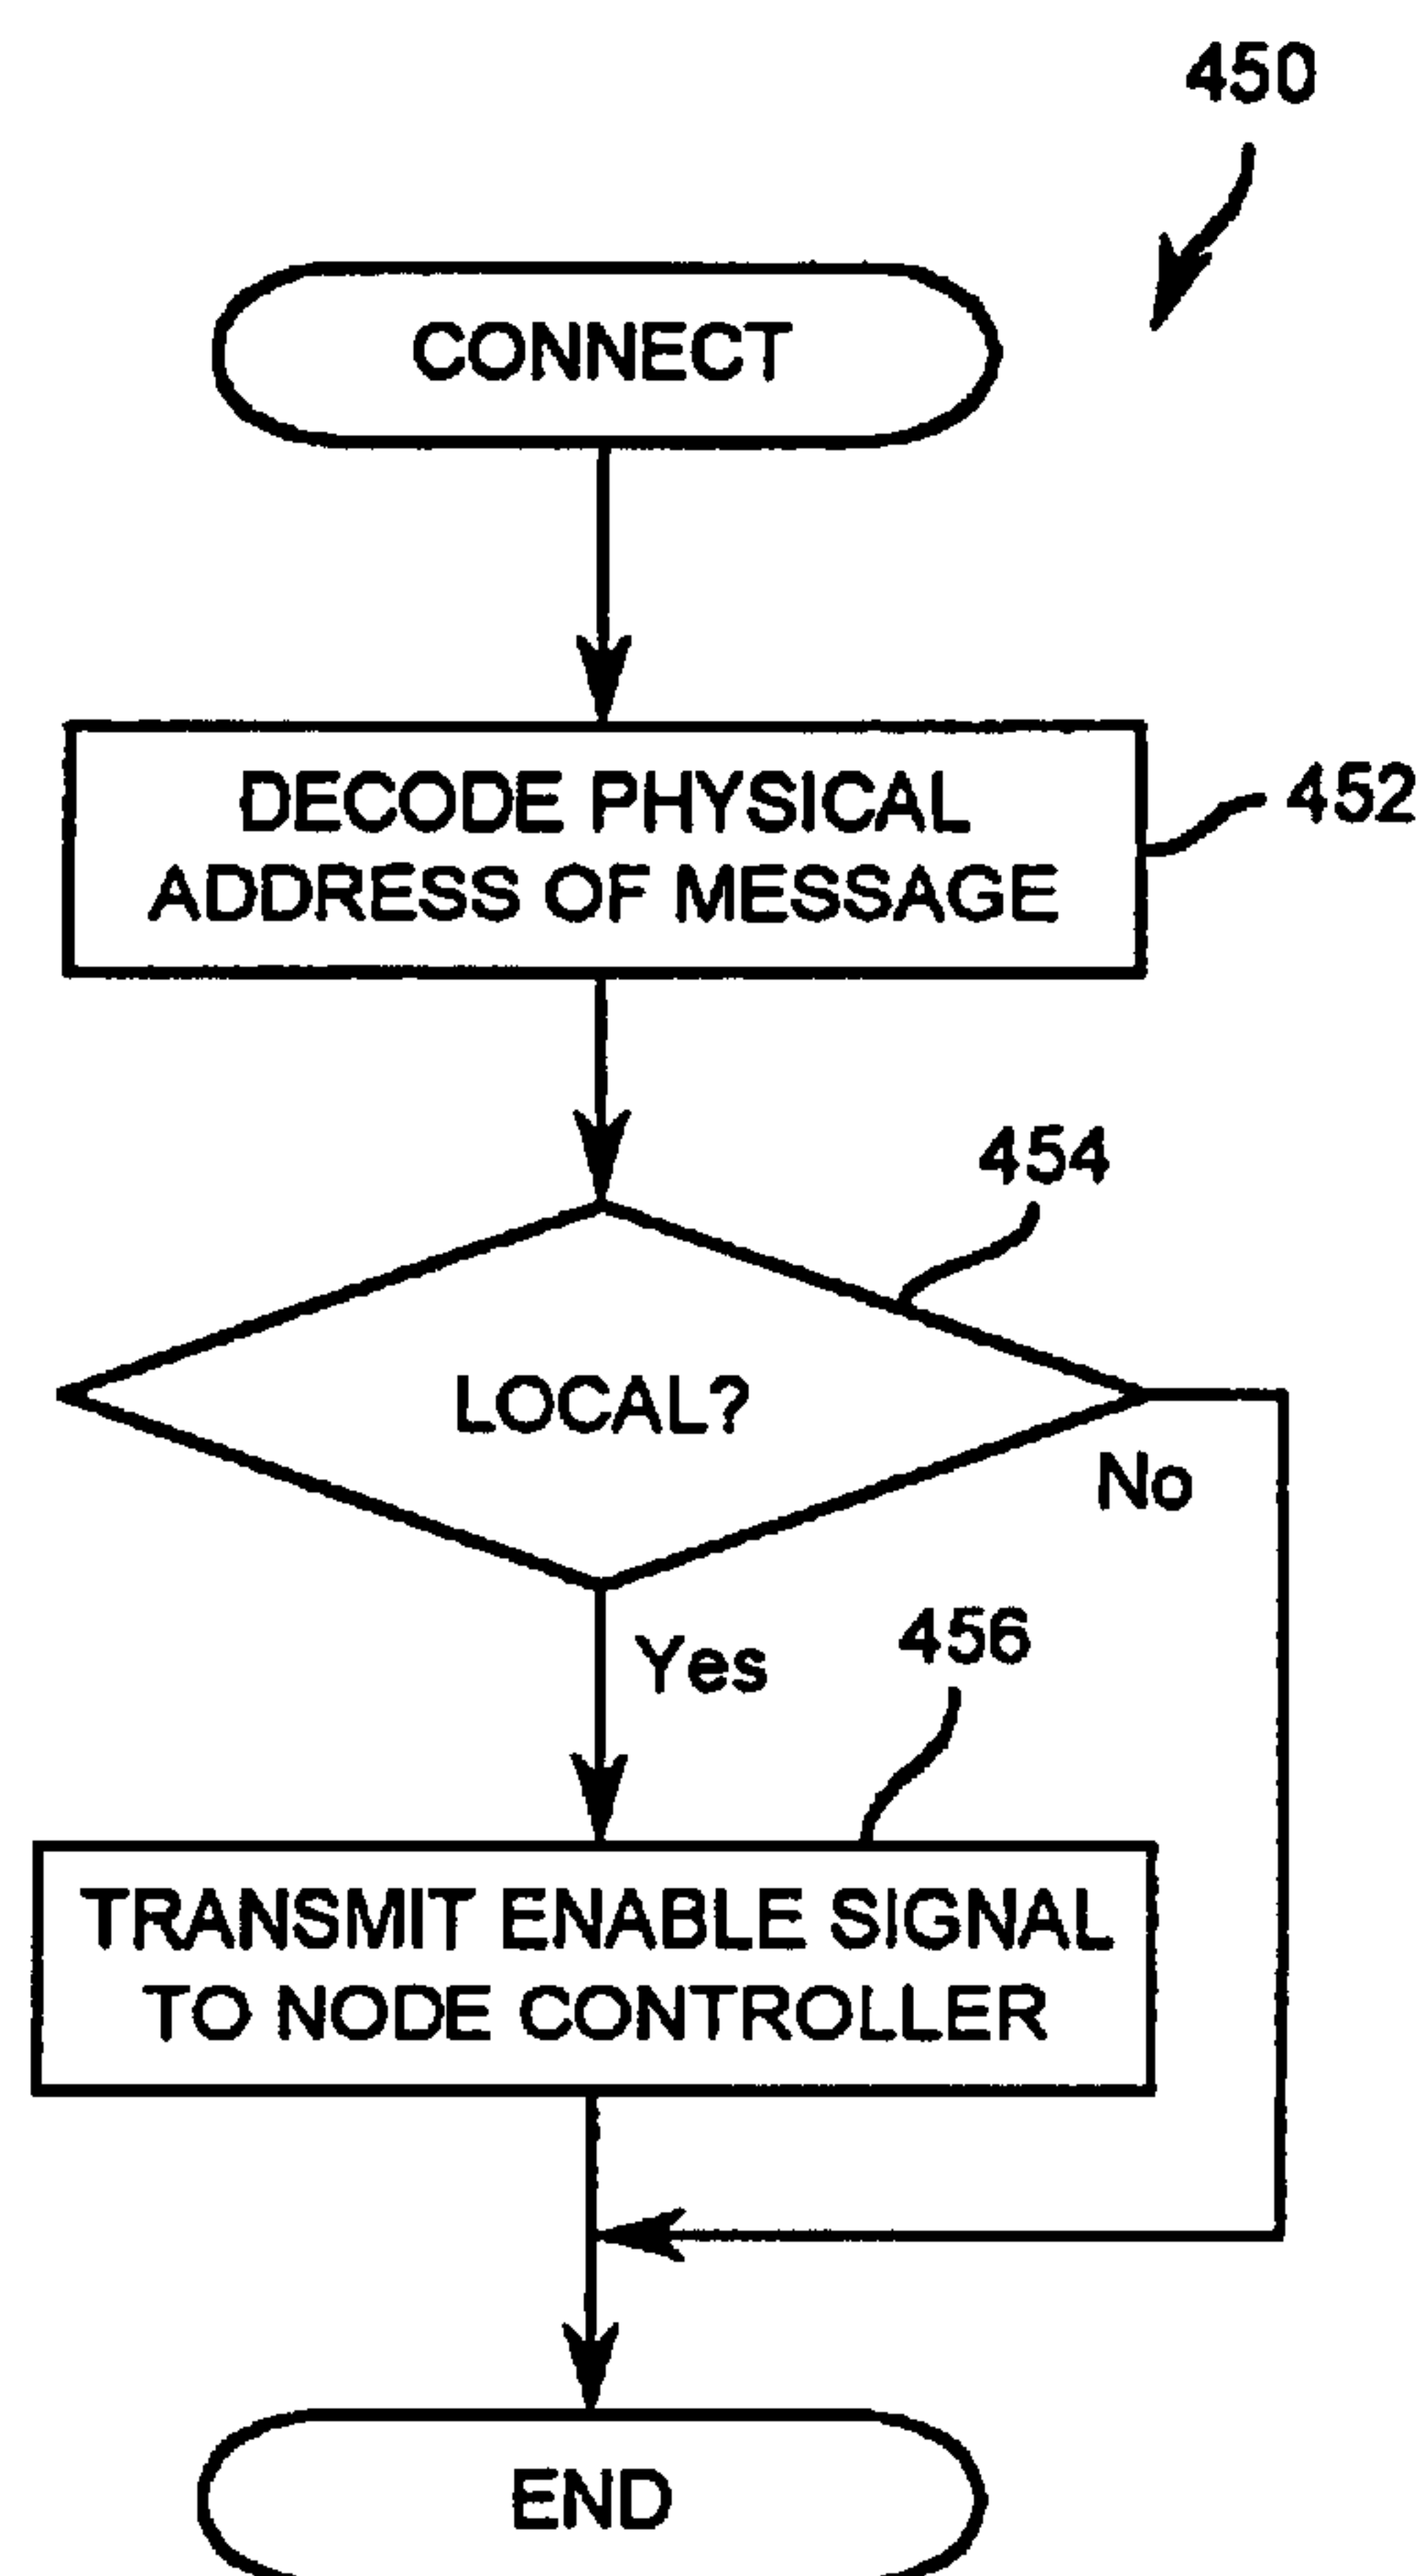 450
CONNECT
DECODE PHYSICAL
ADDRESS OF MESSAGE
452
454
LOCAL?
No
Yes
456
TRANSMIT ENABLE SIGNAL
TO NODE CONTROLLER
END